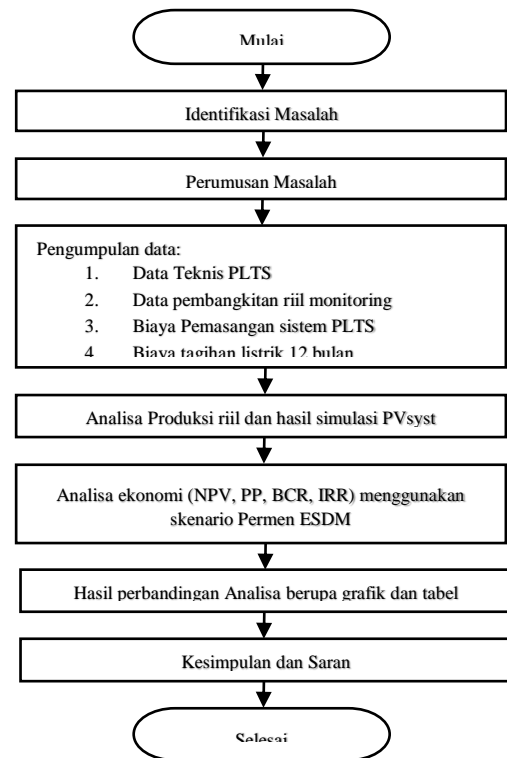 Mulai
Identifikasi Masalah
Perumusan Masalah
Pengumpulan data:
1. Data Teknis PLTS
2. Data pembangkitan riil monitoring
3. Biaya Pemasangan sistem PLTS
4 Biaya tagihan listrik 12 bulan
Analisa Produksi riil dan hasil simulasi PVsyst
Analisa ekonomi (NPV, PP, BCR, IRR) menggunakan
skenario Permen ESDM
Hasil perbandingan Analisa berupa grafik dan tabel
Kesimpulan dan Saran
Selesai